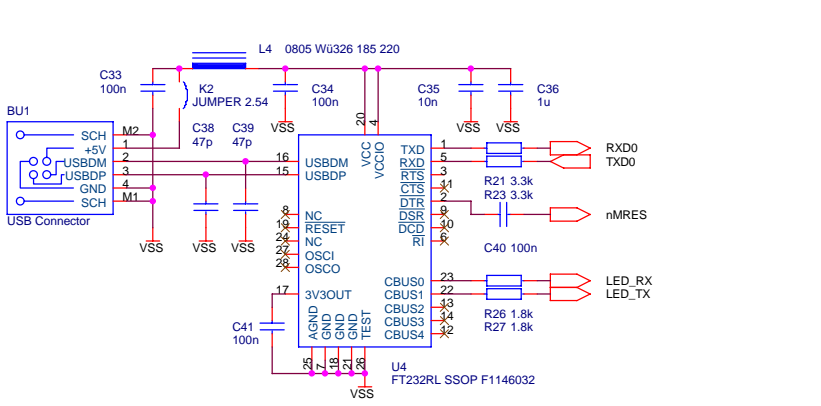 L4 0805 Wü326 185 220
C33
100n
K2
JUMPER 2.54
C34
100n
C35
10n
C36
1u
BU1
C38
47p
C39
47p
VSS
20
4
VSS
VSS
SCH M2
+5V 1
USBDM 2
USBDP 3
GND 4
SCH M1
USB Connector
VSS
VSS
VSS
VCC
VCCIO
16 USBDM
15 USBDP
8 NC
19 RESET
24 NC
27 OSCI
28 OSCO
17 3V3OUT
TXD 1
RXD 5
RTS 3
CTS 11
DTR 2
DSR 9
DCD 10
RI 6
CBUS0 23
CBUS1 22
CBUS2 13
CBUS3 14
CBUS4 12
RXD0
TXD0
R21 3.3k
R23 3.3k
nMRES
C40 100n
LED_RX
LED_TX
R26 1.8k
R27 1.8k
C41
100n
AGND
GND
GND
GND
TEST
25
7
18
21
26
VSS
U4
FT232RL SSOP F1146032